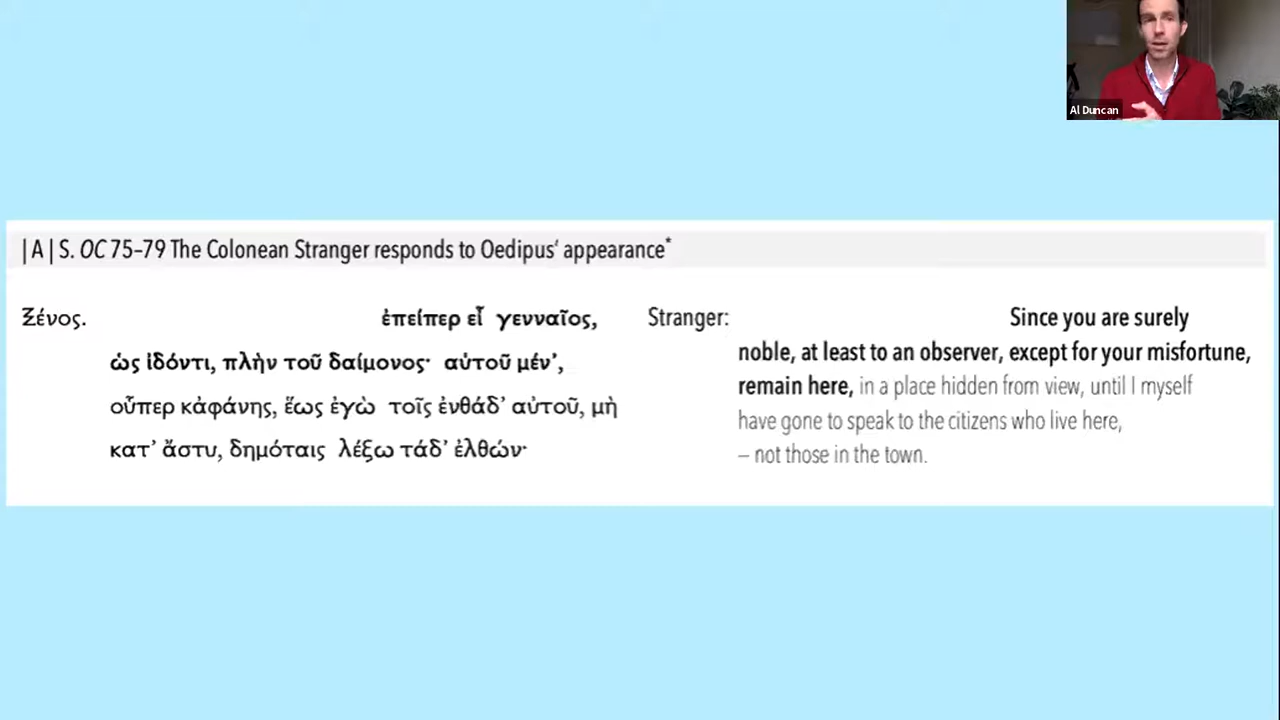 Al Duncan
|A| S. OC 75–79 The Colonean Stranger responds to Oedipus‘ appearance*
Ξένος. ἐπείπερ εἶ γενναῖος,
ὡς ἰδόντι, πλὴν τοῦ δαίμονος· αὐτοῦ μέν’,
οὗπερ κἀφάνης, ἕως ἐγὼ τοῖς ἐνθάδ’ αὐτοῦ, μὴ
κατ’ ἄστυ, δημόταις λέξω τάδ’ ἐλθών·
Stranger: Since you are surely
noble, at least to an observer, except for your misfortune,
remain here, in a place hidden from view, until I myself
have gone to speak to the citizens who live here,
– not those in the town.